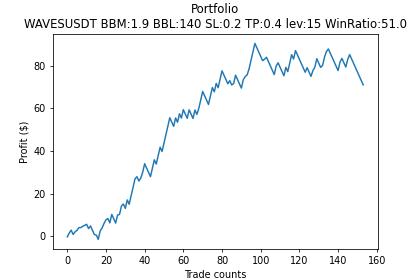 Portfolio
WAVESUSDT BBM:1.9 BBL:140 SL:0.2 TP:0.4 lev:15 WinRatio:51.0
Profit ($)
80
60
40
20
0
0 20 40 60 80 100 120 140 160
Trade counts